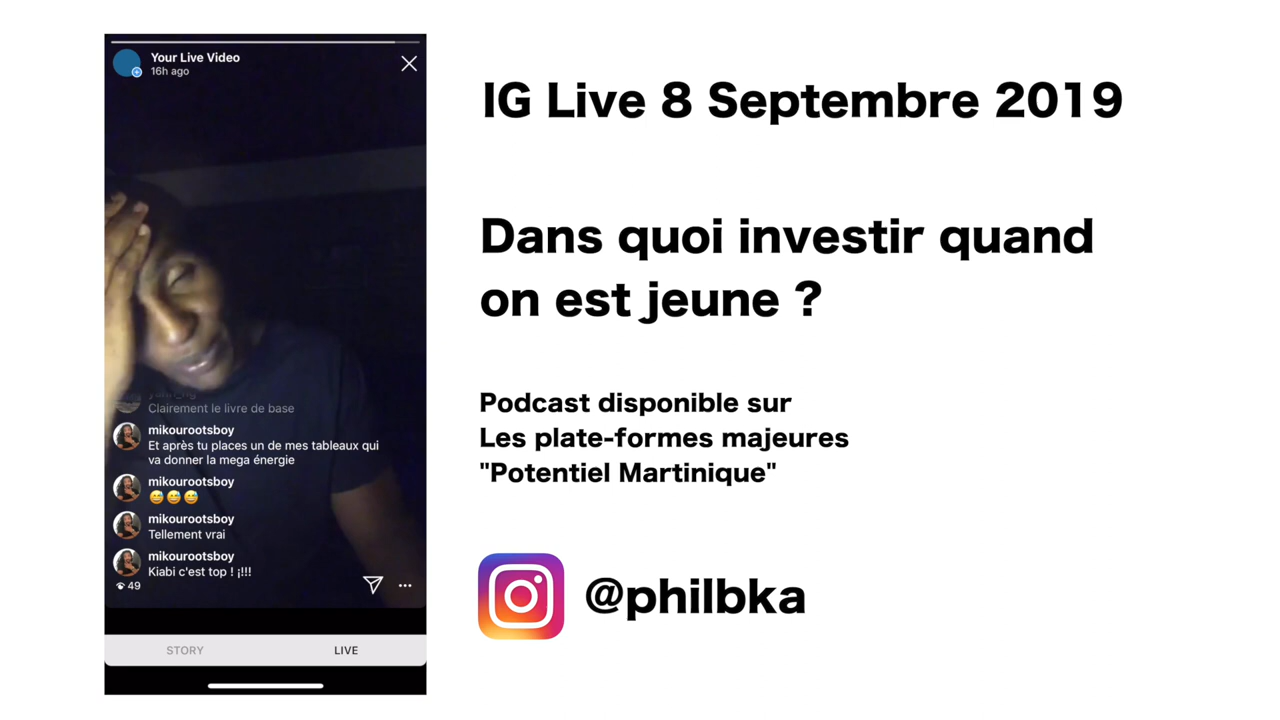 Your Live Video
16h ago
Clairement le livre de base
mikourootsboy
Et après tu places un de mes tableaux qui
va donner la mega énergie
mikourootsboy
😅😅😅
mikourootsboy
Tellement vrai
mikourootsboy
Kiabi c'est top ! ¡!!!
49
STORY
LIVE
IG Live 8 Septembre 2019
Dans quoi investir quand
on est jeune ?
Podcast disponible sur
Les plate-formes majeures
"Potentiel Martinique"
@philbka